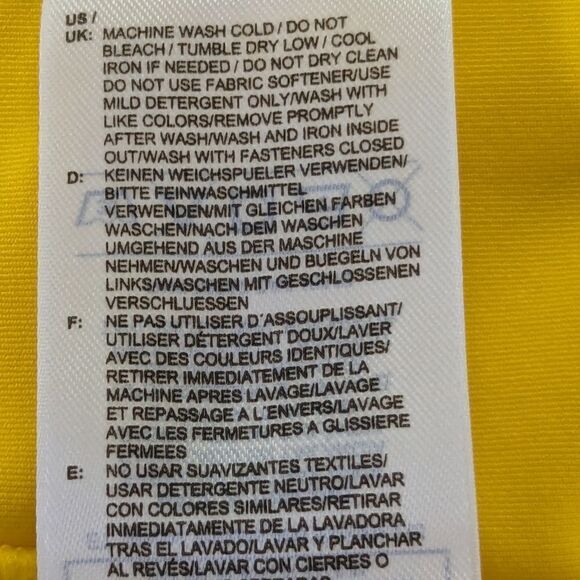 US /
UK: MACHINE WASH COLD / DO NOT
BLEACH / TUMBLE DRY LOW / COOL
IRON IF NEEDED / DO NOT DRY CLEAN
DO NOT USE FABRIC SOFTENER/USE
MILD DETERGENT ONLY/WASH WITH
LIKE COLORS/REMOVE PROMPTLY
AFTER WASH/WASH AND IRON INSIDE
OUT/WASH WITH FASTENERS CLOSED
D: KEINEN WEICHSPUELER VERWENDEN/
BITTE FEINWASCHMITTEL
VERWENDEN/MIT GLEICHEN FARBEN
WASCHEN/NACH DEM WASCHEN
UMGEHEND AUS DER MASCHINE
NEHMEN/WASCHEN UND BUEGELN VON
LINKS/WASCHEN MIT GESCHLOSSENEN
VERSCHLUESSEN
F: NE PAS UTILISER D´ASSOUPLISSANT/
UTILISER DÉTERGENT DOUX/LAVER
AVEC DES COULEURS IDENTIQUES/
RETIRER IMMEDIATEMENT DE LA
MACHINE APRES LAVAGE/LAVAGE
ET REPASSAGE A L´ENVERS/LAVAGE
AVEC LES FERMETURES A GLISSIERE
FERMEES
E: NO USAR SUAVIZANTES TEXTILES/
USAR DETERGENTE NEUTRO/LAVAR
CON COLORES SIMILARES/RETIRAR
INMEDIATAMENTE DE LA LAVADORA
TRAS EL LAVADO/LAVAR Y PLANCHAR
AL REVÉS/LAVAR CON CIERRES O